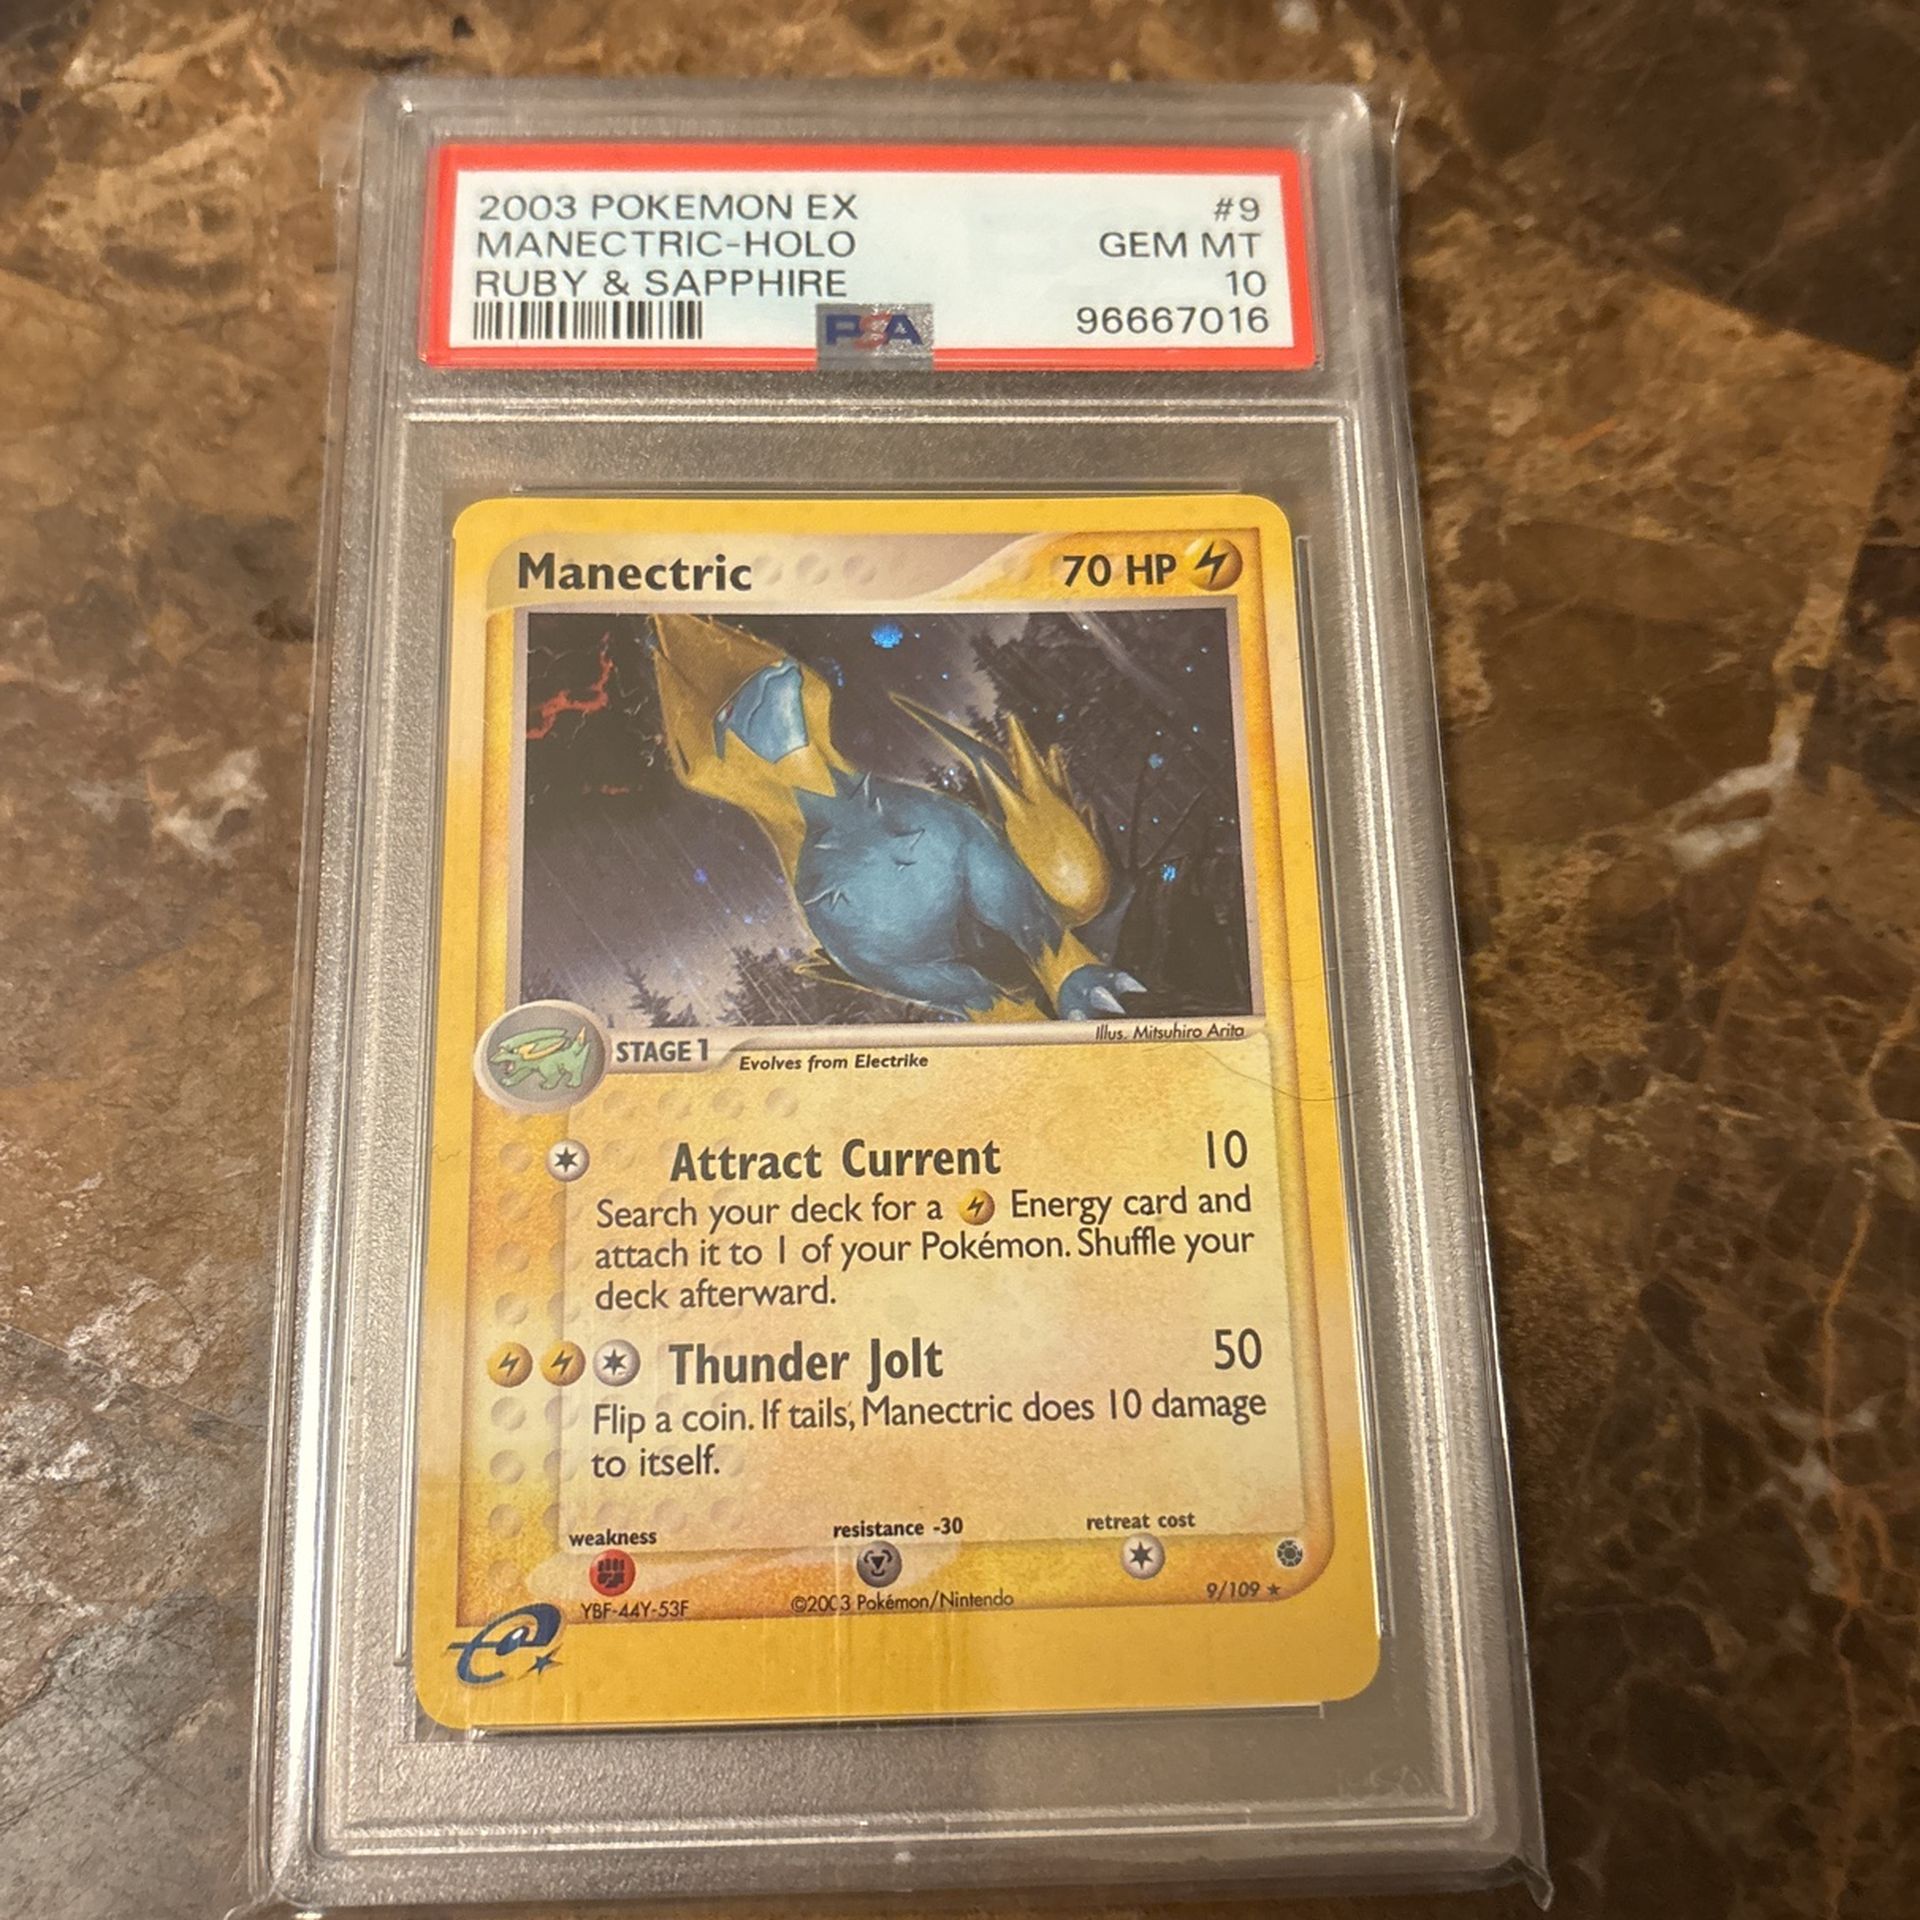 2003 POKEMON EX #9
MANECTRIC-HOLO GEM MT
RUBY & SAPPHIRE 10
PSA 96667016
Manectric 70 HP
Illus. Mitsuhiro Arita
STAGE 1 Evolves from Electrike
Attract Current 10
Search your deck for a Energy card and
attach it to 1 of your Pokémon. Shuffle your
deck afterward.
Thunder Jolt 50
Flip a coin. If tails, Manectric does 10 damage
to itself.
weakness resistance -30 retreat cost
YBF-44Y-53F ©2003 Pokémon/Nintendo 9/109
e